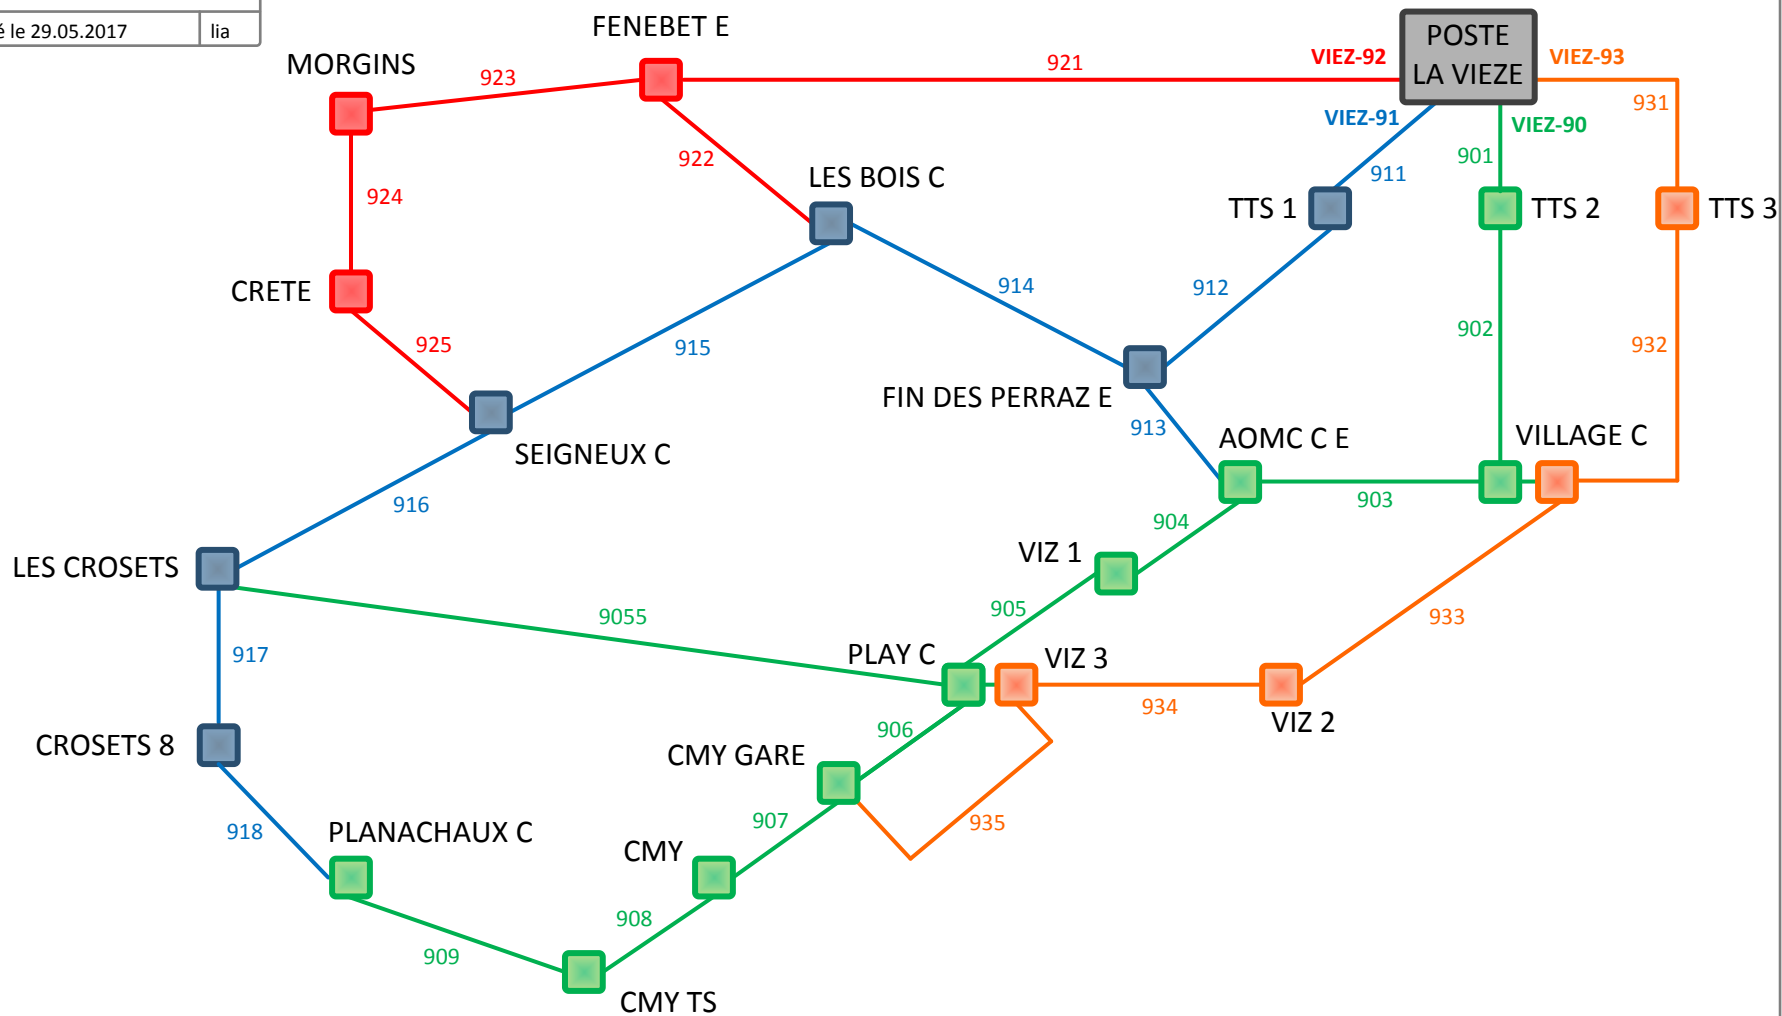 é le 29.05.2017 lia
FENEBET E
MORGINS
923
921
VIEZ-92
POSTE
LA VIEZE
VIEZ-93
931
VIEZ-91
VIEZ-90
922
901
911
LES BOIS C
924
TTS 1
TTS 2
TTS 3
CRETE
914
912
902
932
925
915
FIN DES PERRAZ E
913
AOMC C E
VILLAGE C
SEIGNEUX C
916
903
904
VIZ 1
LES CROSETS
9055
905
933
917
PLAY C
VIZ 3
934
VIZ 2
906
CROSETS 8
CMY GARE
907
935
918
PLANACHAUX C
CMY
908
909
CMY TS